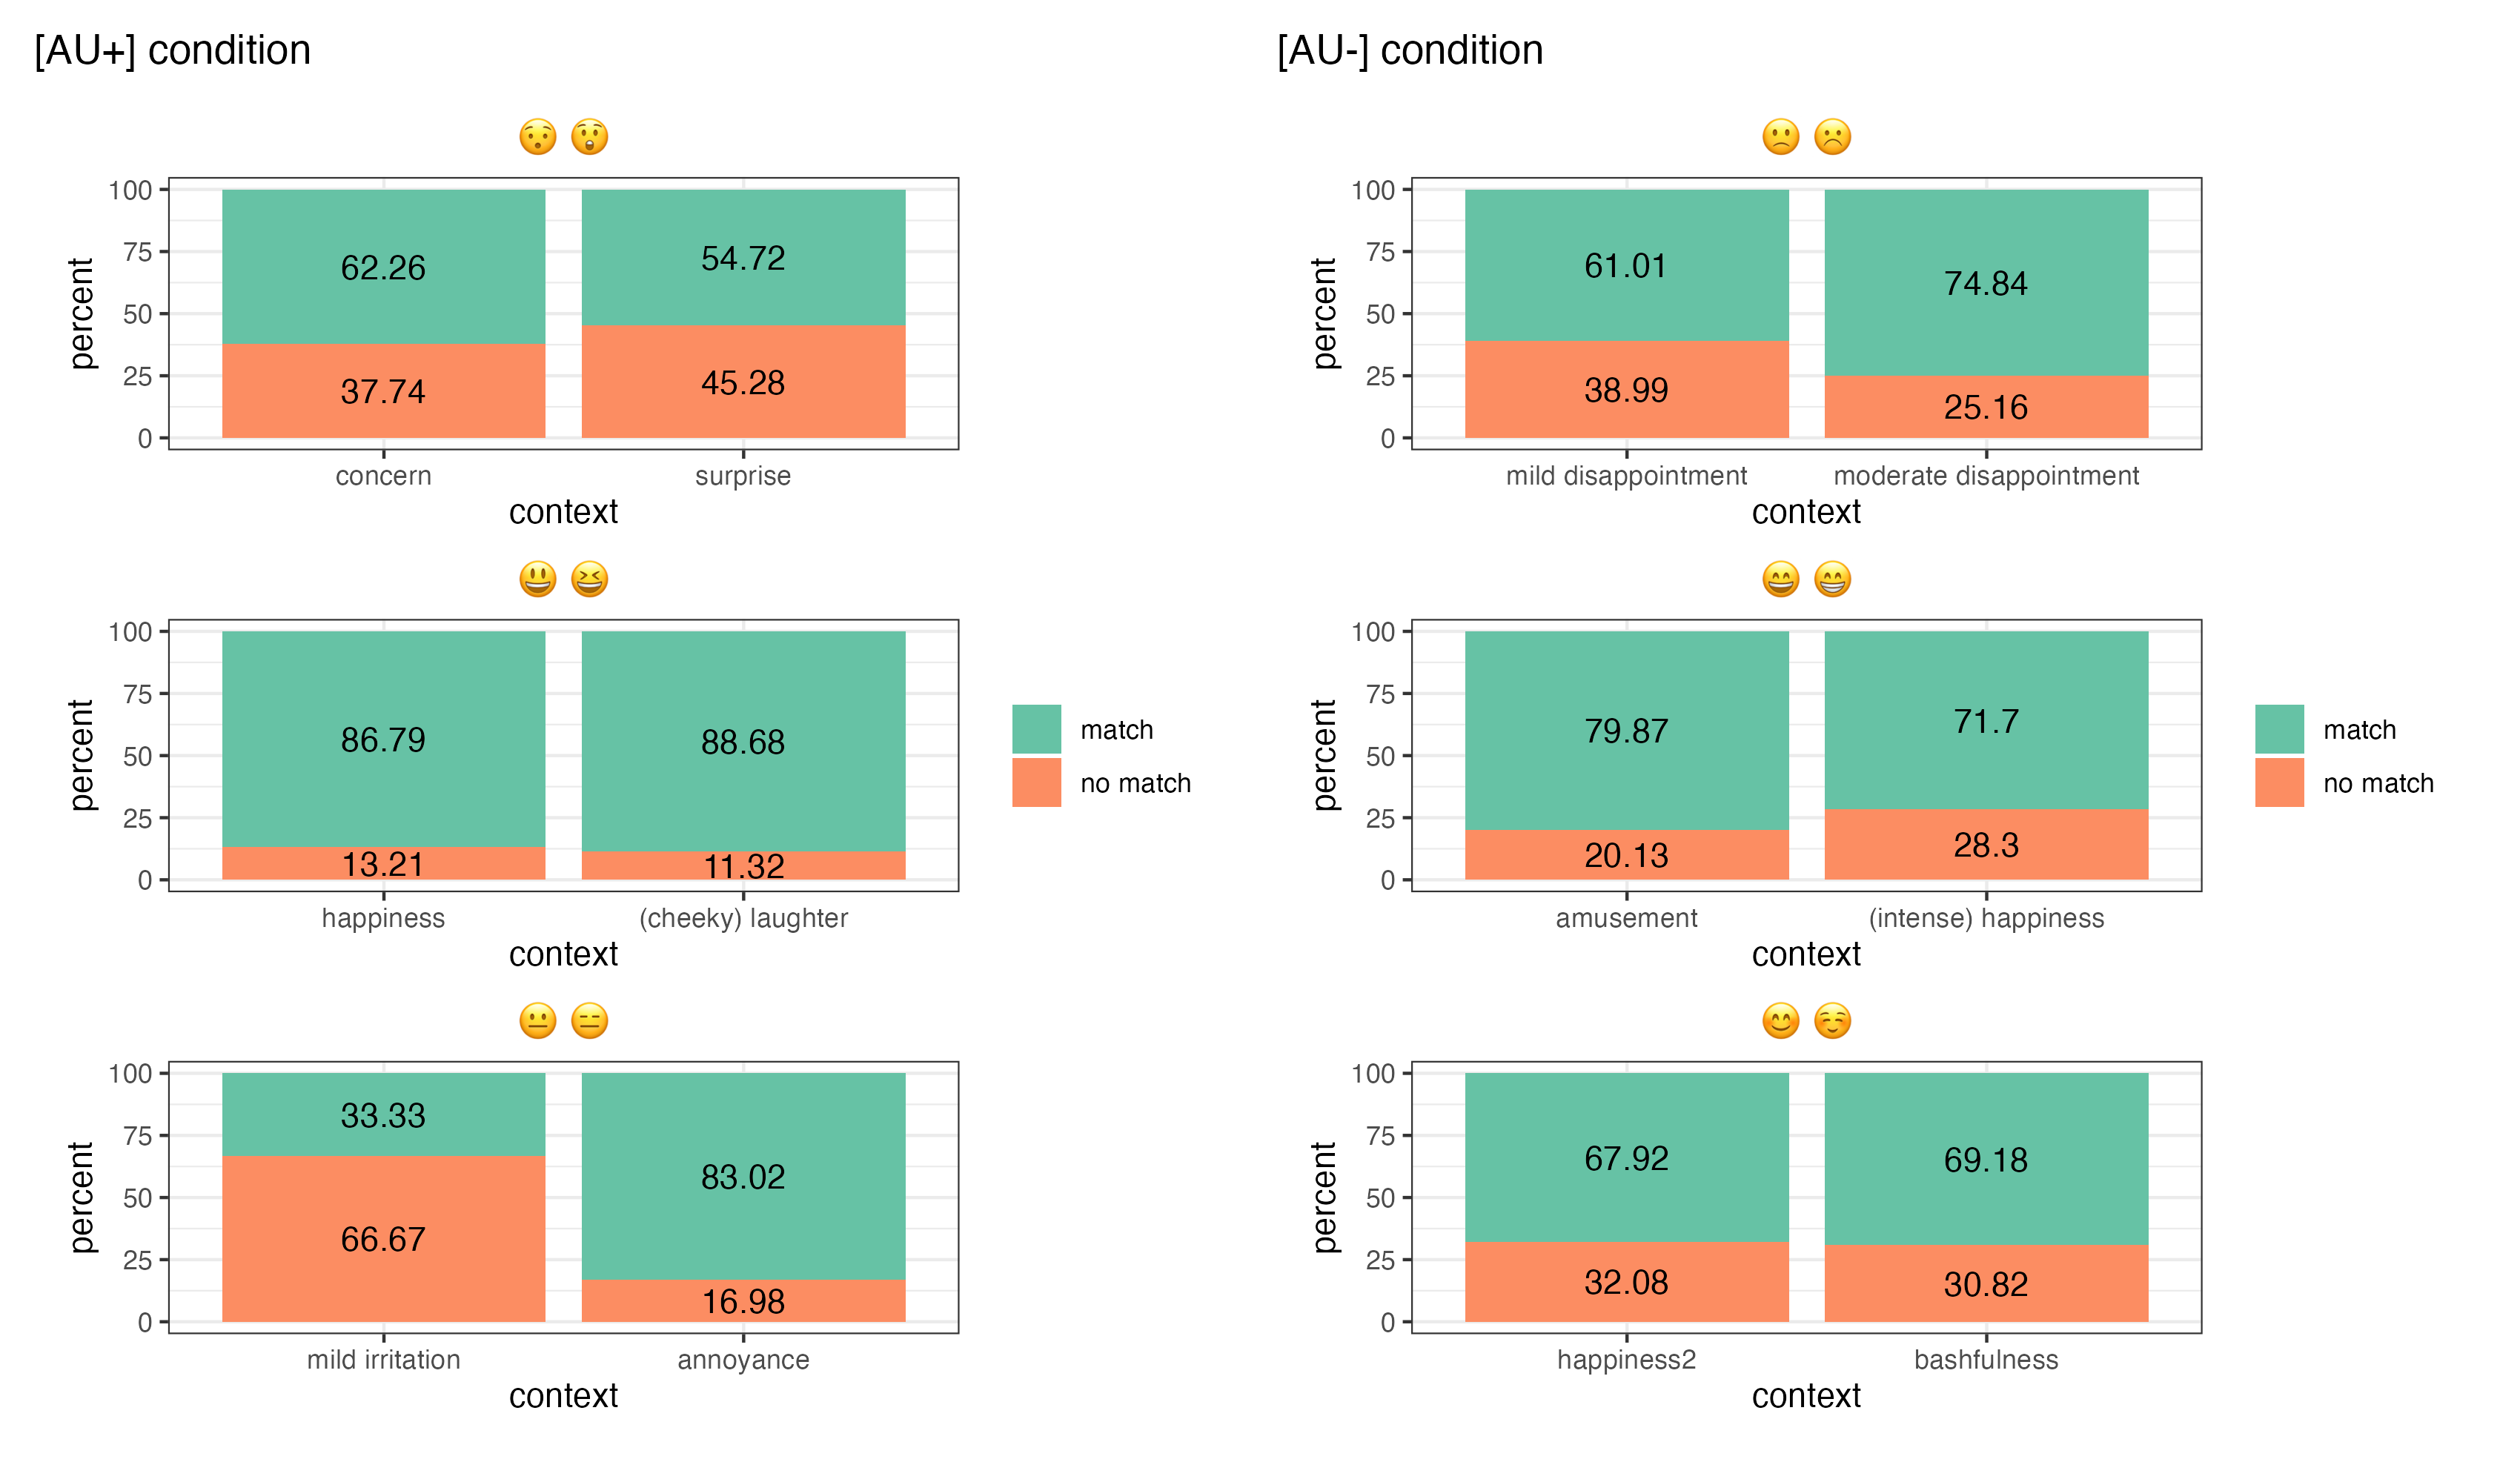 [AU+] condition
😯 😲
100
75
50
25
0
percent
62.26
54.72
37.74
45.28
concern surprise
context
😃 😆
100
75
50
25
0
percent
86.79
88.68
13.21
11.32
happiness (cheeky) laughter
context
😐 😑
100
75
50
25
0
percent
33.33
83.02
66.67
16.98
mild irritation annoyance
context
match
no match
[AU-] condition
🙁 ☹️
100
75
50
25
0
percent
61.01
74.84
38.99
25.16
mild disappointment moderate disappointment
context
😄 😁
100
75
50
25
0
percent
79.87
71.7
20.13
28.3
amusement (intense) happiness
context
😊 ☺️
100
75
50
25
0
percent
67.92
69.18
32.08
30.82
happiness2 bashfulness
context
match
no match